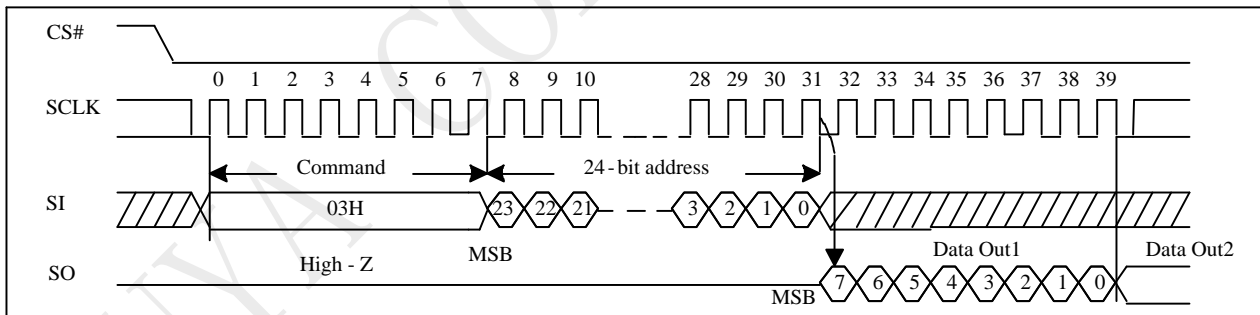 CS#
0 1 2 3 4 5 6 7 8 9 10 28 29 30 31 32 33 34 35 36 37 38 39
SCLK
Command 24-bit address
SI 03H 23 22 21 3 2 1 0
MSB Data Out1 Data Out2
High - Z
SO 7 6 5 4 3 2 1 0
MSB